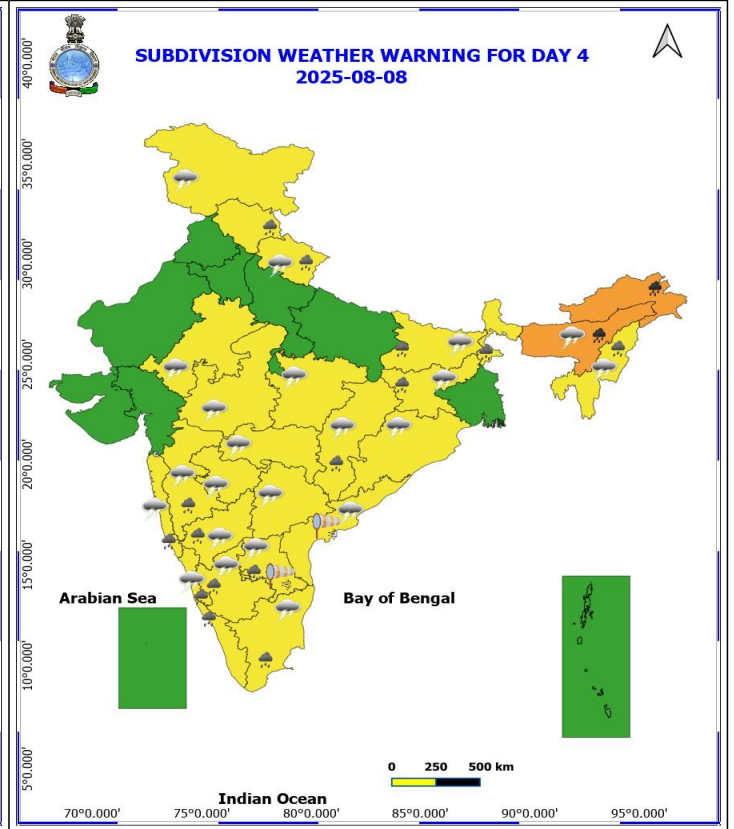 SUBDIVISION WEATHER WARNING FOR DAY 4
2025-08-08
40°0.000'
35°0.000'
30°0.000'
25°0.000'
20°0.000'
15°0.000'
10°0.000'
5°0.000'
Arabian Sea
Bay of Bengal
0 250 500 km
Indian Ocean
70°0.000' 75°0.000' 80°0.000' 85°0.000' 90°0.000' 95°0.000'